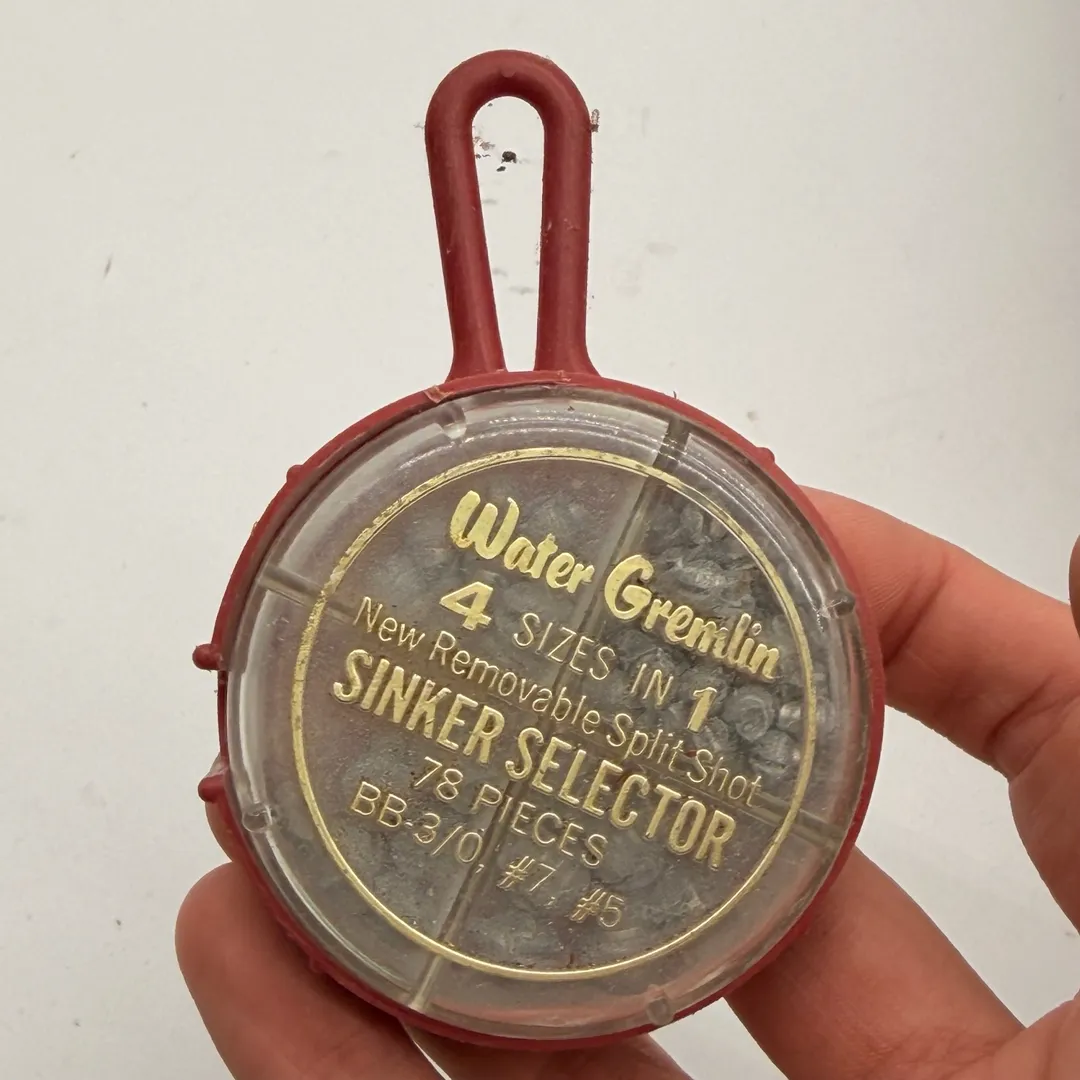 Water Gremlin
4 SIZES IN 1
New Removable Split Shot
SINKER SELECTOR
78 PIECES
BB-3/0, #7, #5